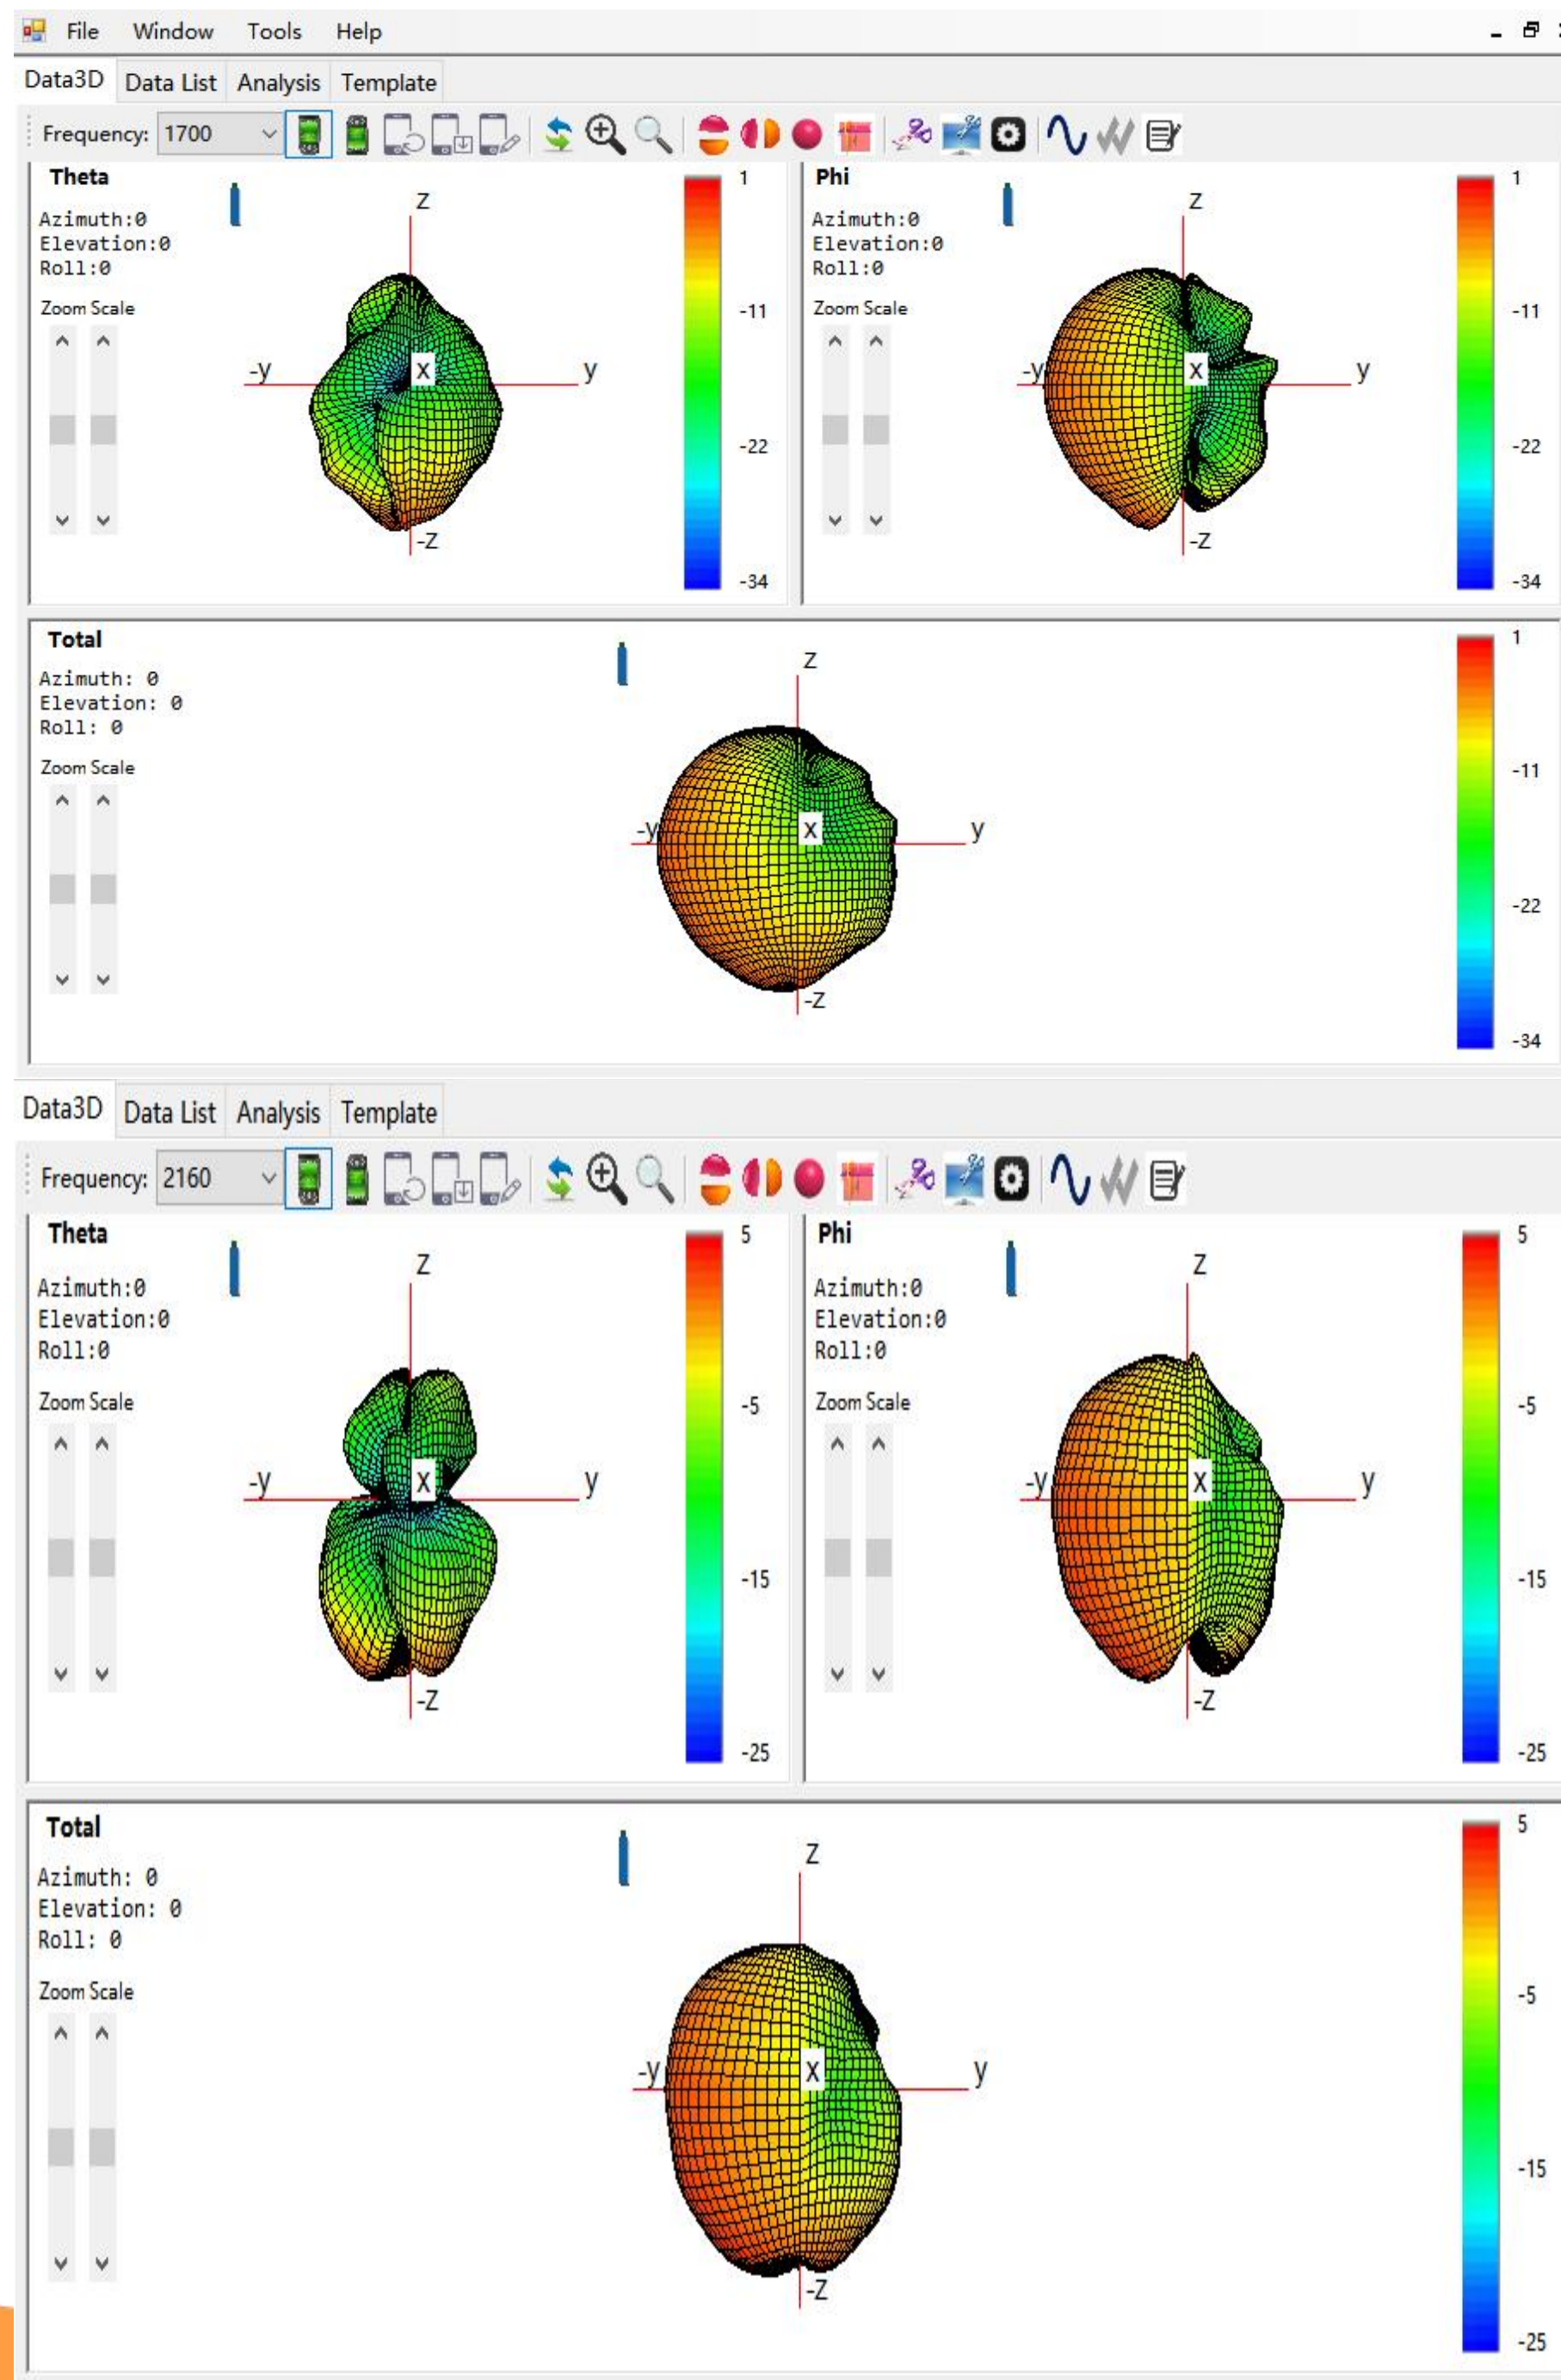 File Window Tools Help
Data3D Data List Analysis Template
Frequency: 1700
Theta
Azimuth:0
Elevation:0
Roll:0
Zoom Scale
z
-y
x
y
-z
1
-11
-22
-34
Phi
Azimuth:0
Elevation:0
Roll:0
Zoom Scale
z
-y
x
y
-z
1
-11
-22
-34
Total
Azimuth: 0
Elevation: 0
Roll: 0
Zoom Scale
z
-y
x
y
-z
1
-11
-22
-34
Data3D Data List Analysis Template
Frequency: 2160
Theta
Azimuth:0
Elevation:0
Roll:0
Zoom Scale
z
-y
x
y
-z
5
-5
-15
-25
Phi
Azimuth:0
Elevation:0
Roll:0
Zoom Scale
z
-y
x
y
-z
5
-5
-15
-25
Total
Azimuth: 0
Elevation: 0
Roll: 0
Zoom Scale
z
-y
x
y
-z
5
-5
-15
-25